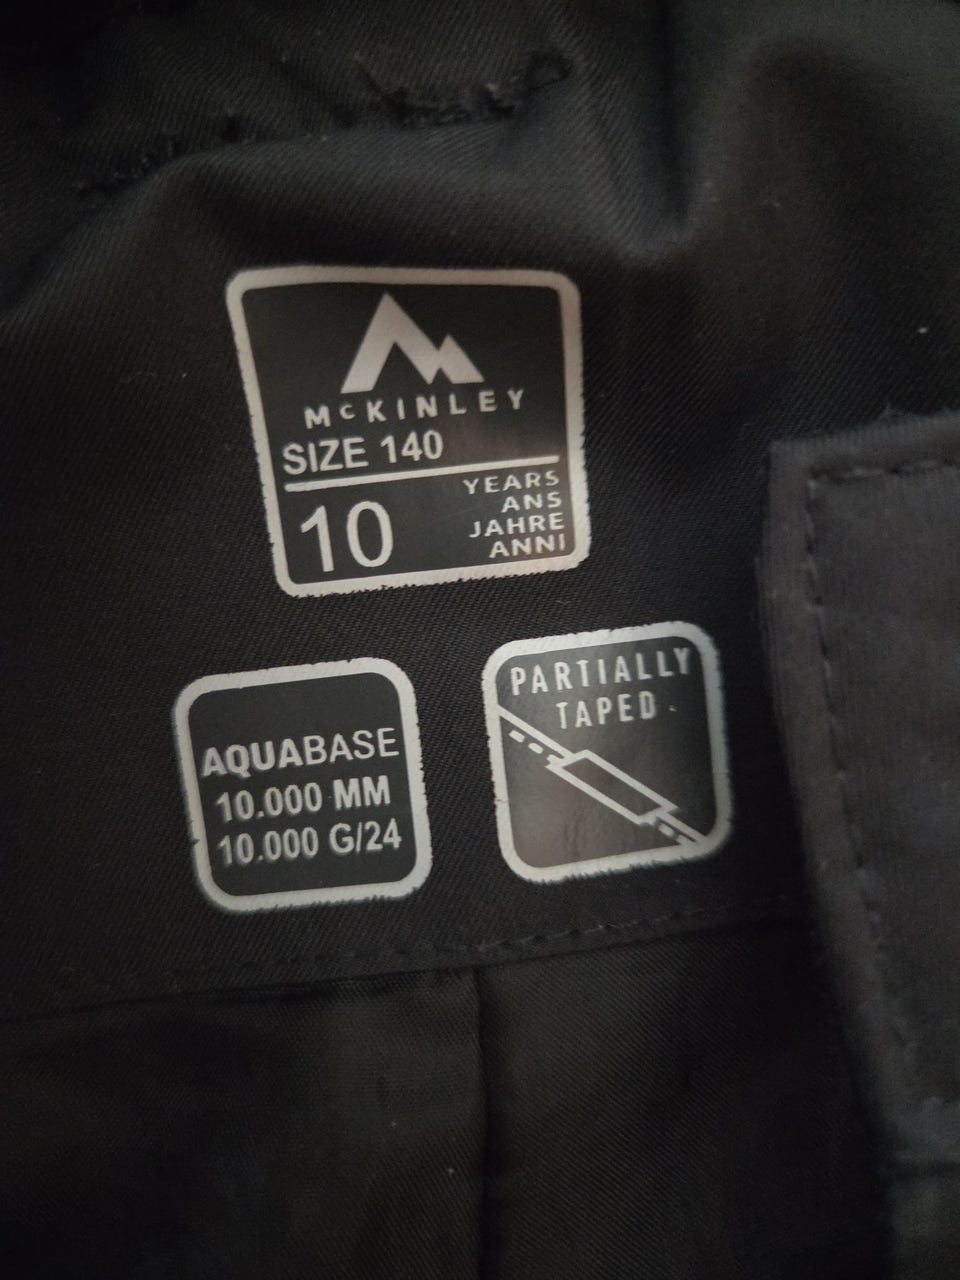 McKINLEY
SIZE 140
10
YEARS
ANS
JAHRE
ANNI
AQUABASE
10.000 MM
10.000 G/24
PARTIALLY
TAPED